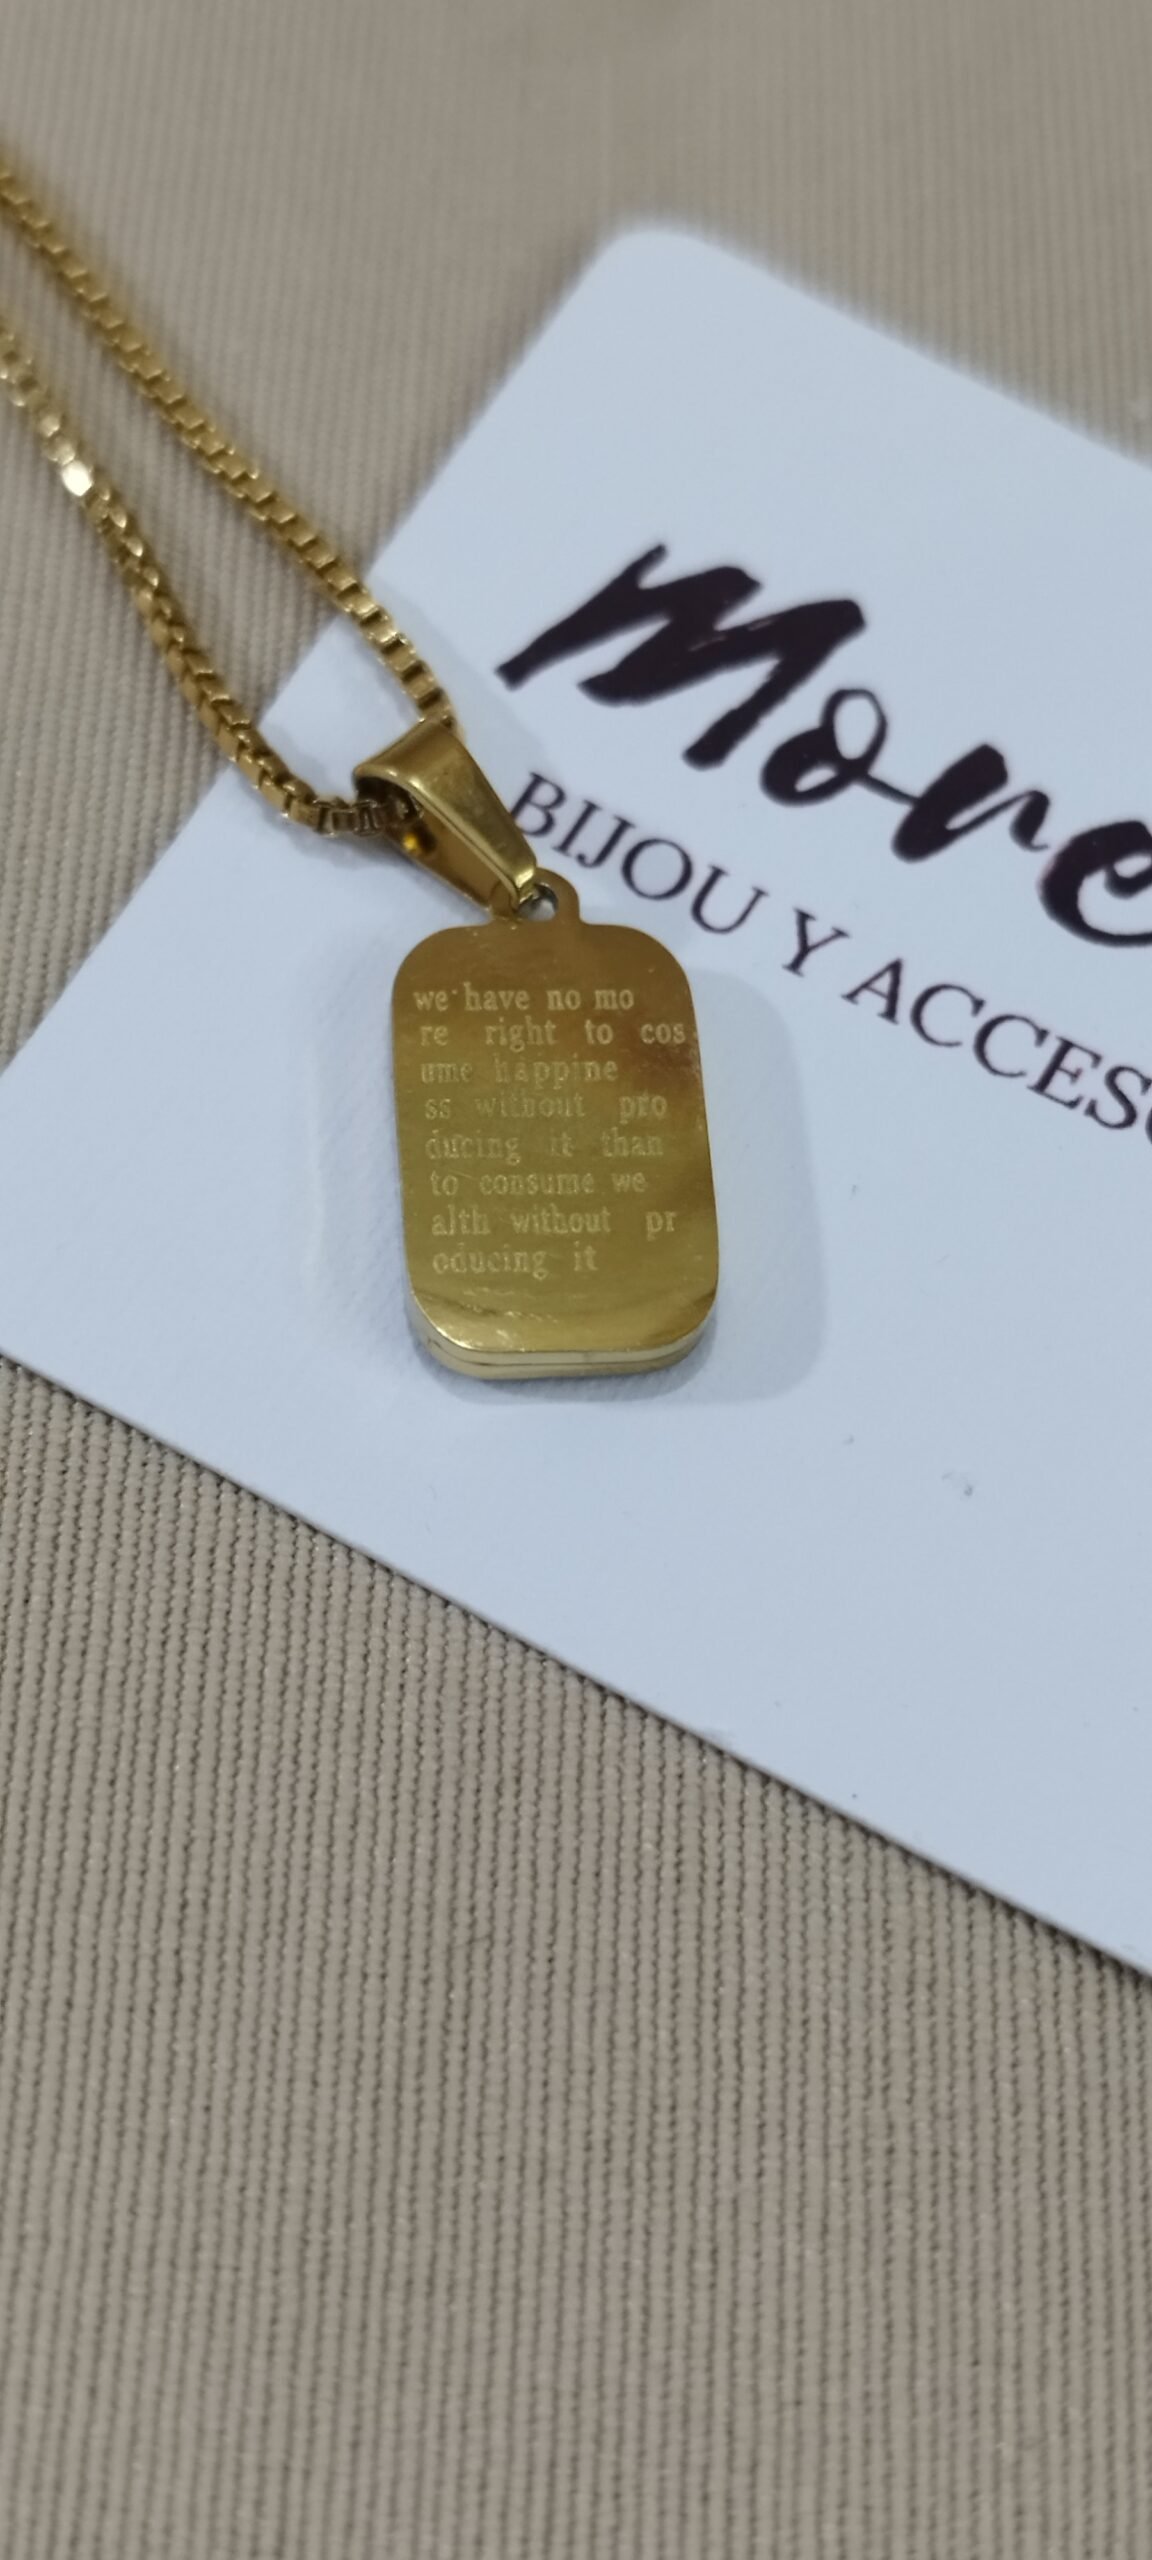 More
BIJOU Y ACCES
we have no mo
re right to cos
ume happine
ss without pro
ducing it than
to consume we
alth without pr
oducing it